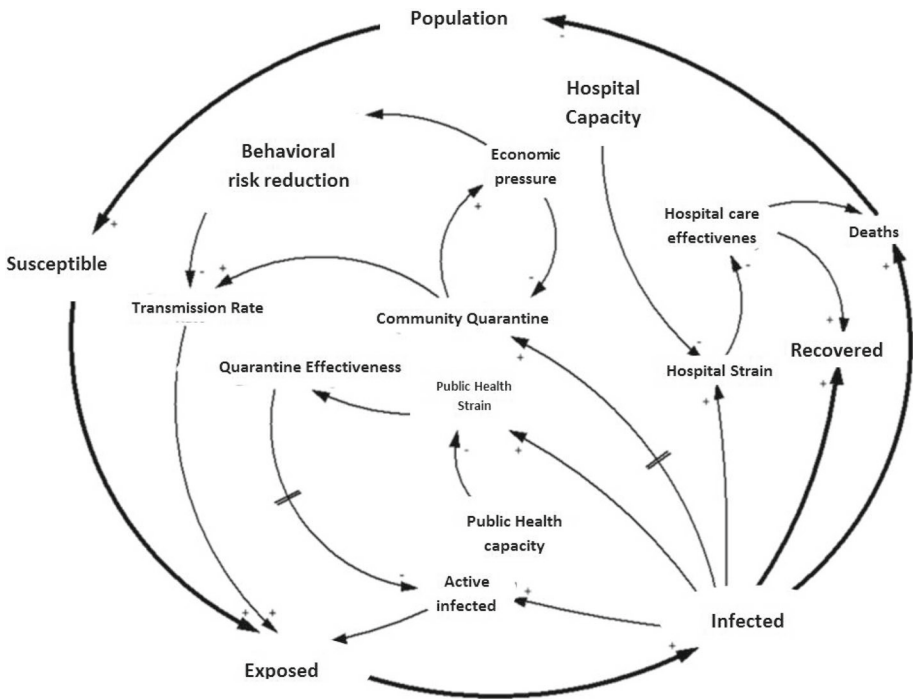 Population
Hospital
Capacity
Behavioral
risk reduction
Economic
pressure
Hospital care
effectivenes
Deaths
Susceptible
Transmission Rate
Community Quarantine
Quarantine Effectiveness
Public Health
Strain
Hospital Strain
Recovered
Public Health
capacity
Active
infected
Infected
Exposed